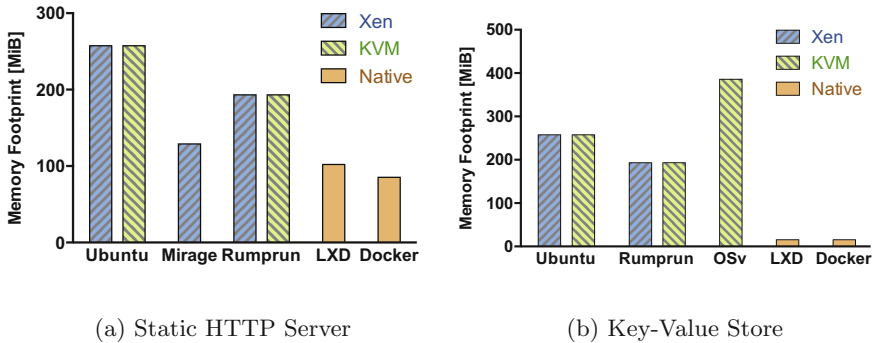 Memory Footprint [MiB]
300
200
100
0
Xen
KVM
Native
Ubuntu Mirage Rumprun LXD Docker
(a) Static HTTP Server
Memory Footprint [MiB]
500
400
300
200
100
0
Xen
KVM
Native
Ubuntu Rumprun OSv LXD Docker
(b) Key-Value Store